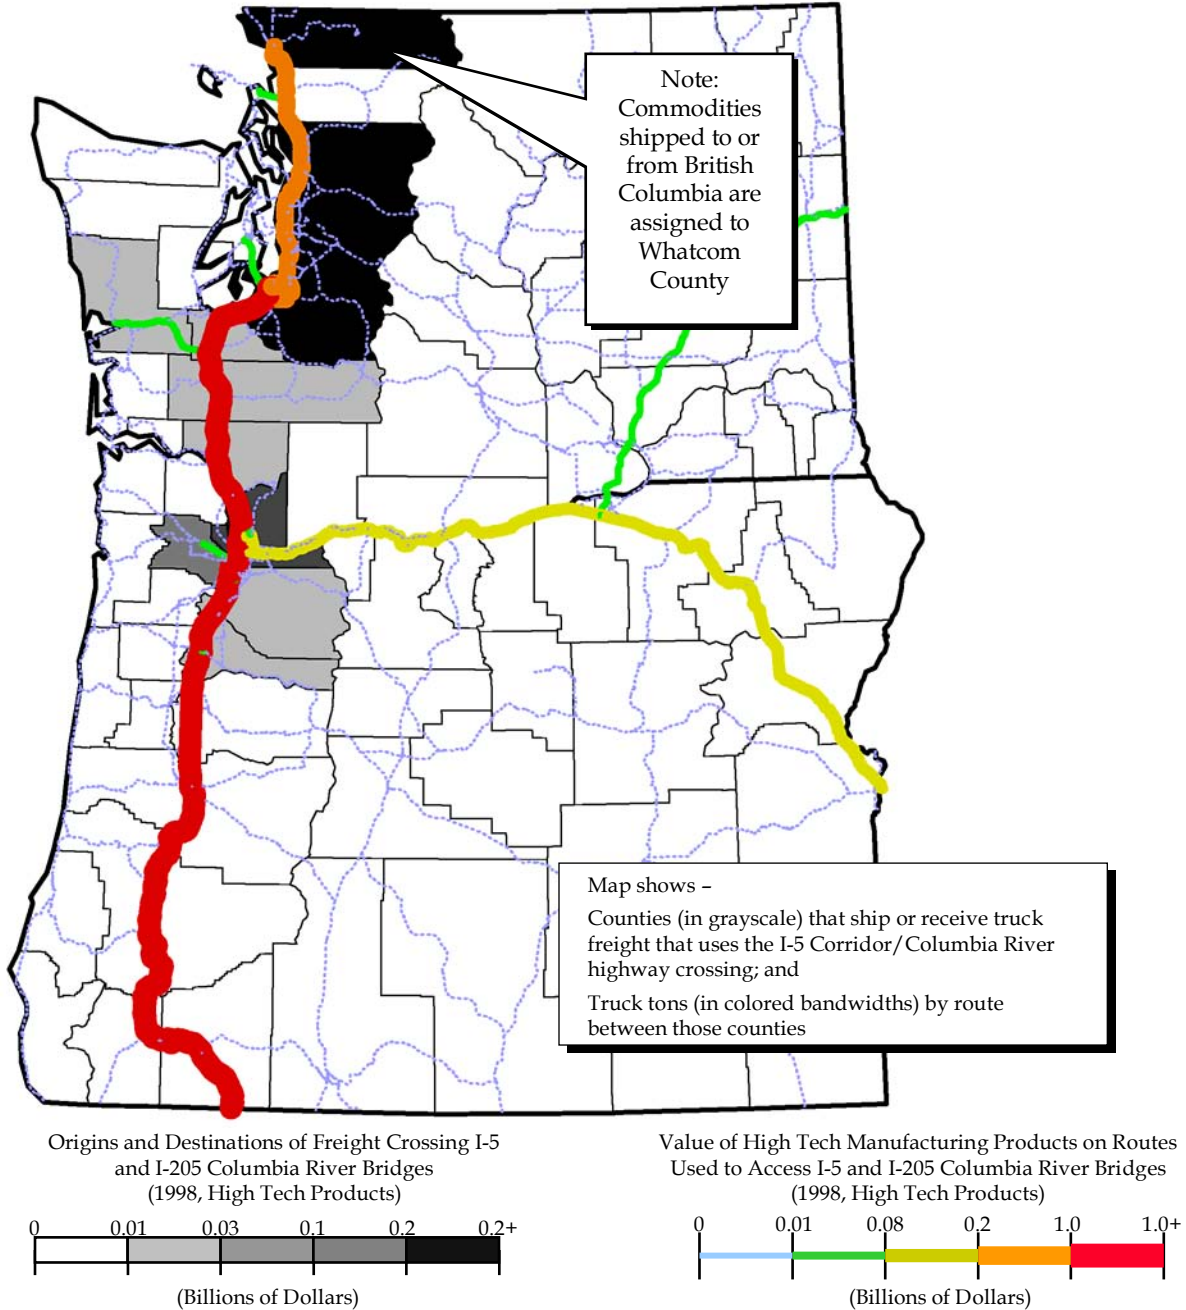 Note:
Commodities
shipped to or
from British
Columbia are
assigned to
Whatcom
County
Map shows –
Counties (in grayscale) that ship or receive truck
freight that uses the I-5 Corridor/Columbia River
highway crossing; and
Truck tons (in colored bandwidths) by route
between those counties
Origins and Destinations of Freight Crossing I-5
and I-205 Columbia River Bridges
(1998, High Tech Products)
0 0.01 0.03 0.1 0.2 0.2+
(Billions of Dollars)
Value of High Tech Manufacturing Products on Routes
Used to Access I-5 and I-205 Columbia River Bridges
(1998, High Tech Products)
0 0.01 0.08 0.2 1.0 1.0+
(Billions of Dollars)